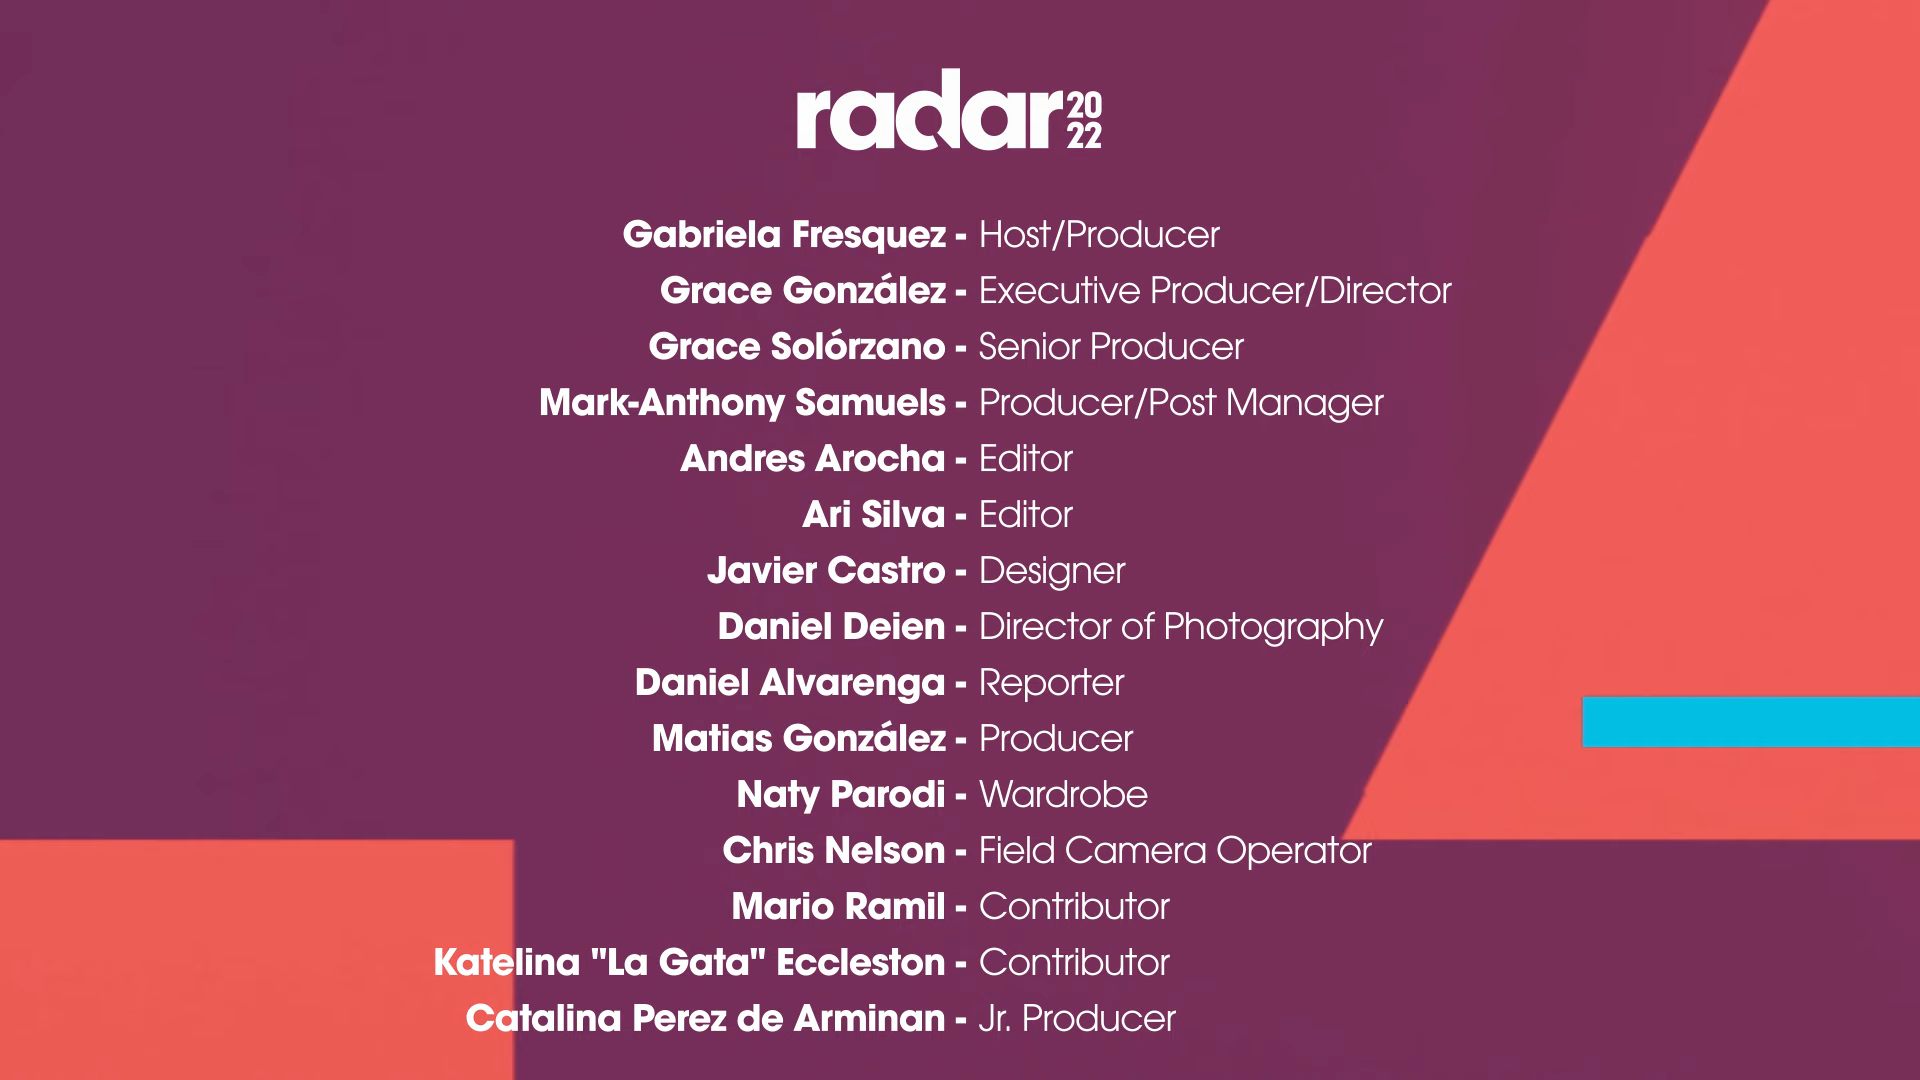 radar 20 22
Gabriela Fresquez - Host/Producer
Grace González - Executive Producer/Director
Grace Solórzano - Senior Producer
Mark-Anthony Samuels - Producer/Post Manager
Andres Arocha - Editor
Ari Silva - Editor
Javier Castro - Designer
Daniel Deien - Director of Photography
Daniel Alvarenga - Reporter
Matias González - Producer
Naty Parodi - Wardrobe
Chris Nelson - Field Camera Operator
Mario Ramil - Contributor
Katelina "La Gata" Eccleston - Contributor
Catalina Perez de Arminan - Jr. Producer